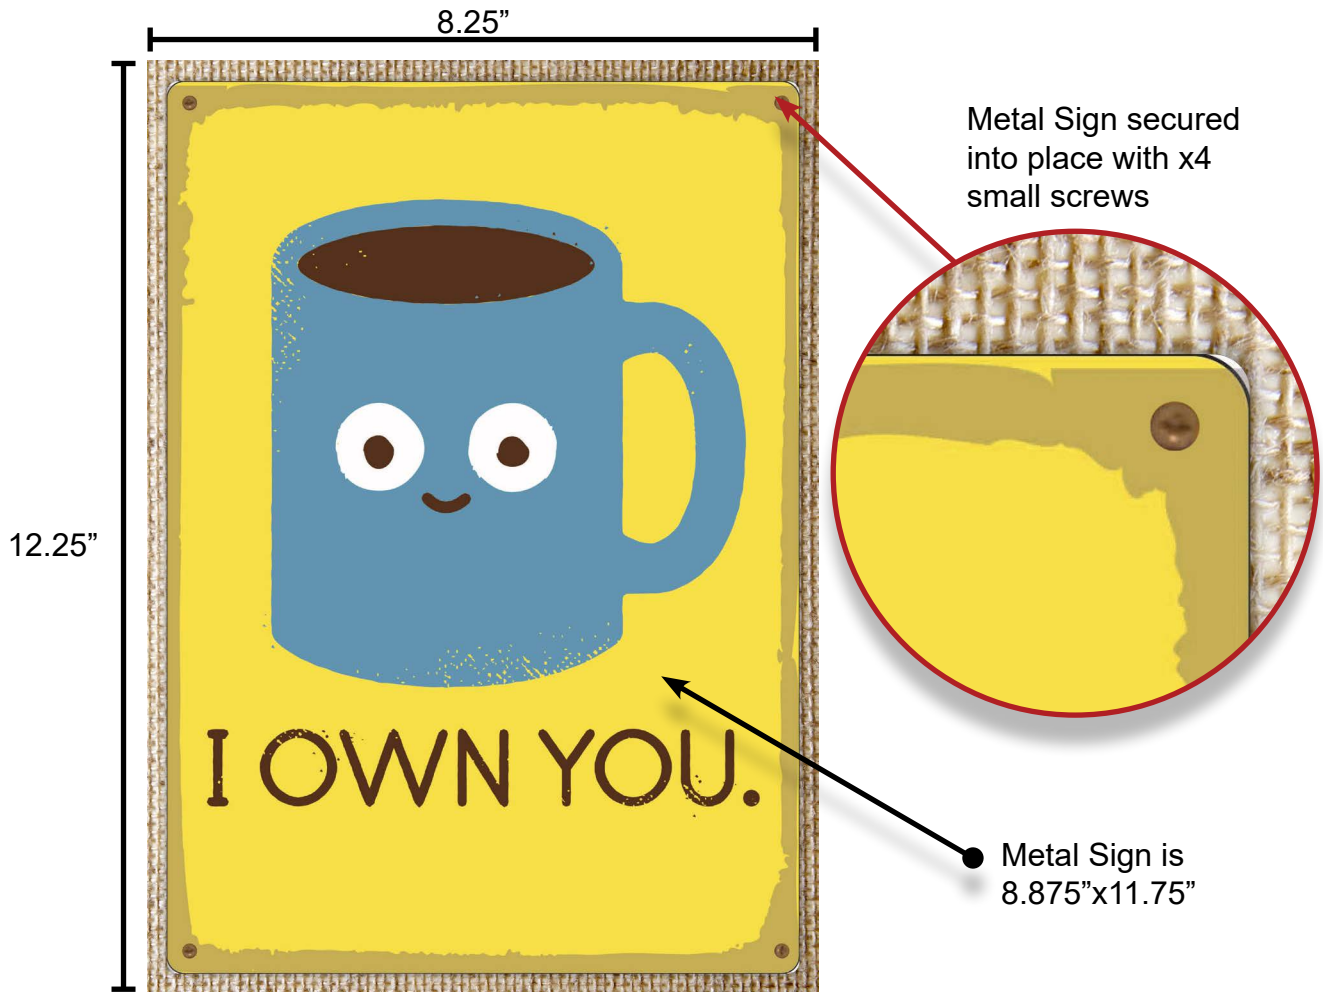 8.25”
Metal Sign secured
into place with x4
small screws
12.25”
I OWN YOU.
Metal Sign is
8.875”x11.75”